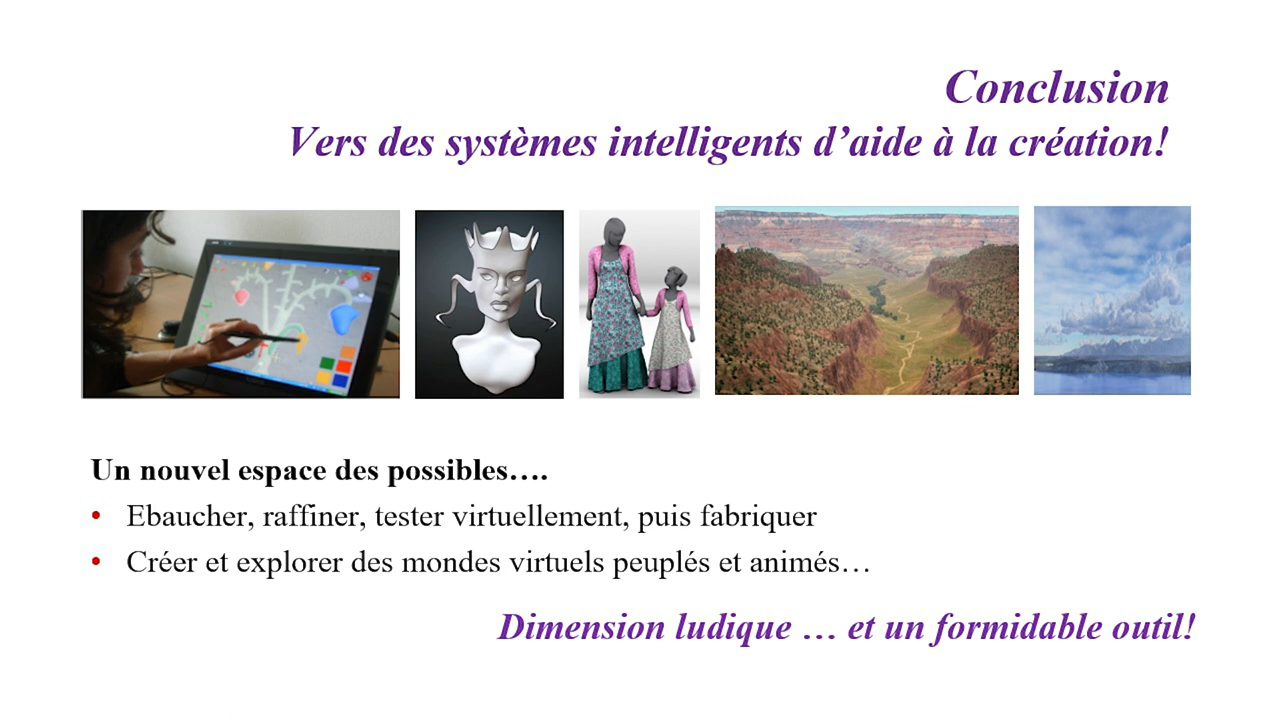 Conclusion
Vers des systèmes intelligents d’aide à la création!
Un nouvel espace des possibles….
• Ebaucher, raffiner, tester virtuellement, puis fabriquer
• Créer et explorer des mondes virtuels peuplés et animés…
Dimension ludique … et un formidable outil!